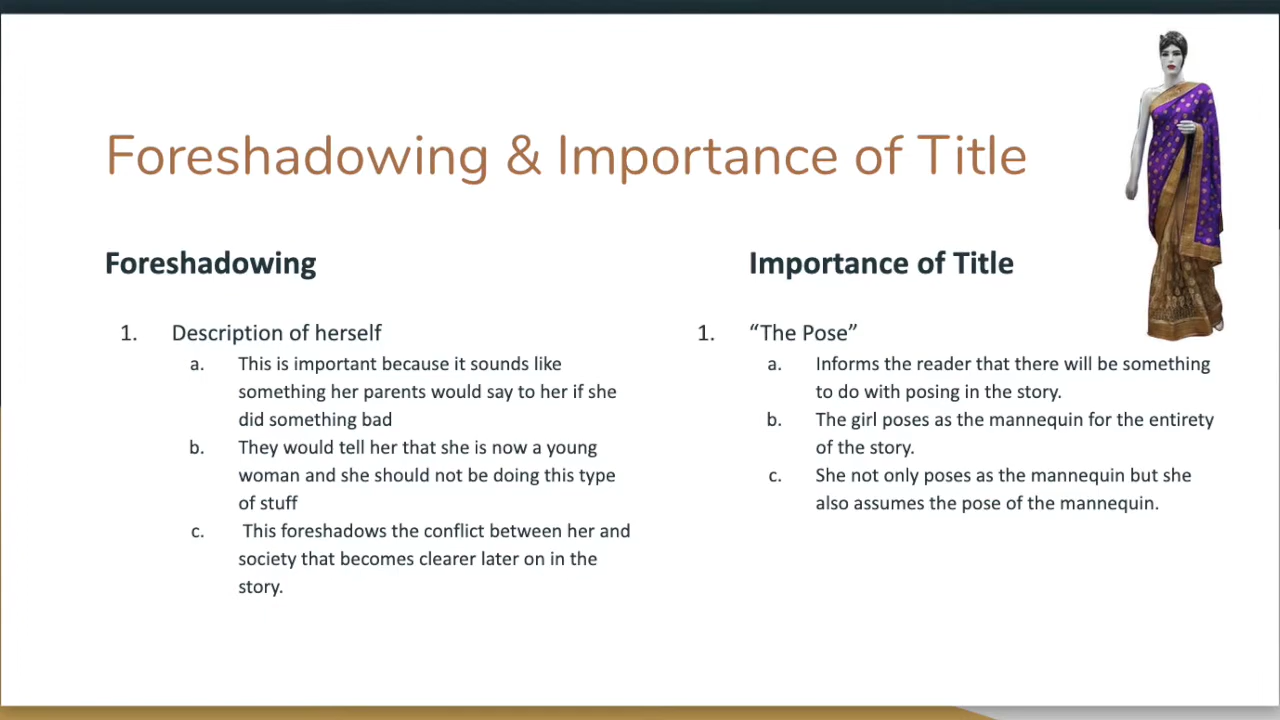 Foreshadowing & Importance of Title
Foreshadowing
1. Description of herself
a. This is important because it sounds like
something her parents would say to her if she
did something bad
b. They would tell her that she is now a young
woman and she should not be doing this type
of stuff
c. This foreshadows the conflict between her and
society that becomes clearer later on in the
story.
Importance of Title
1. “The Pose”
a. Informs the reader that there will be something
to do with posing in the story.
b. The girl poses as the mannequin for the entirety
of the story.
c. She not only poses as the mannequin but she
also assumes the pose of the mannequin.